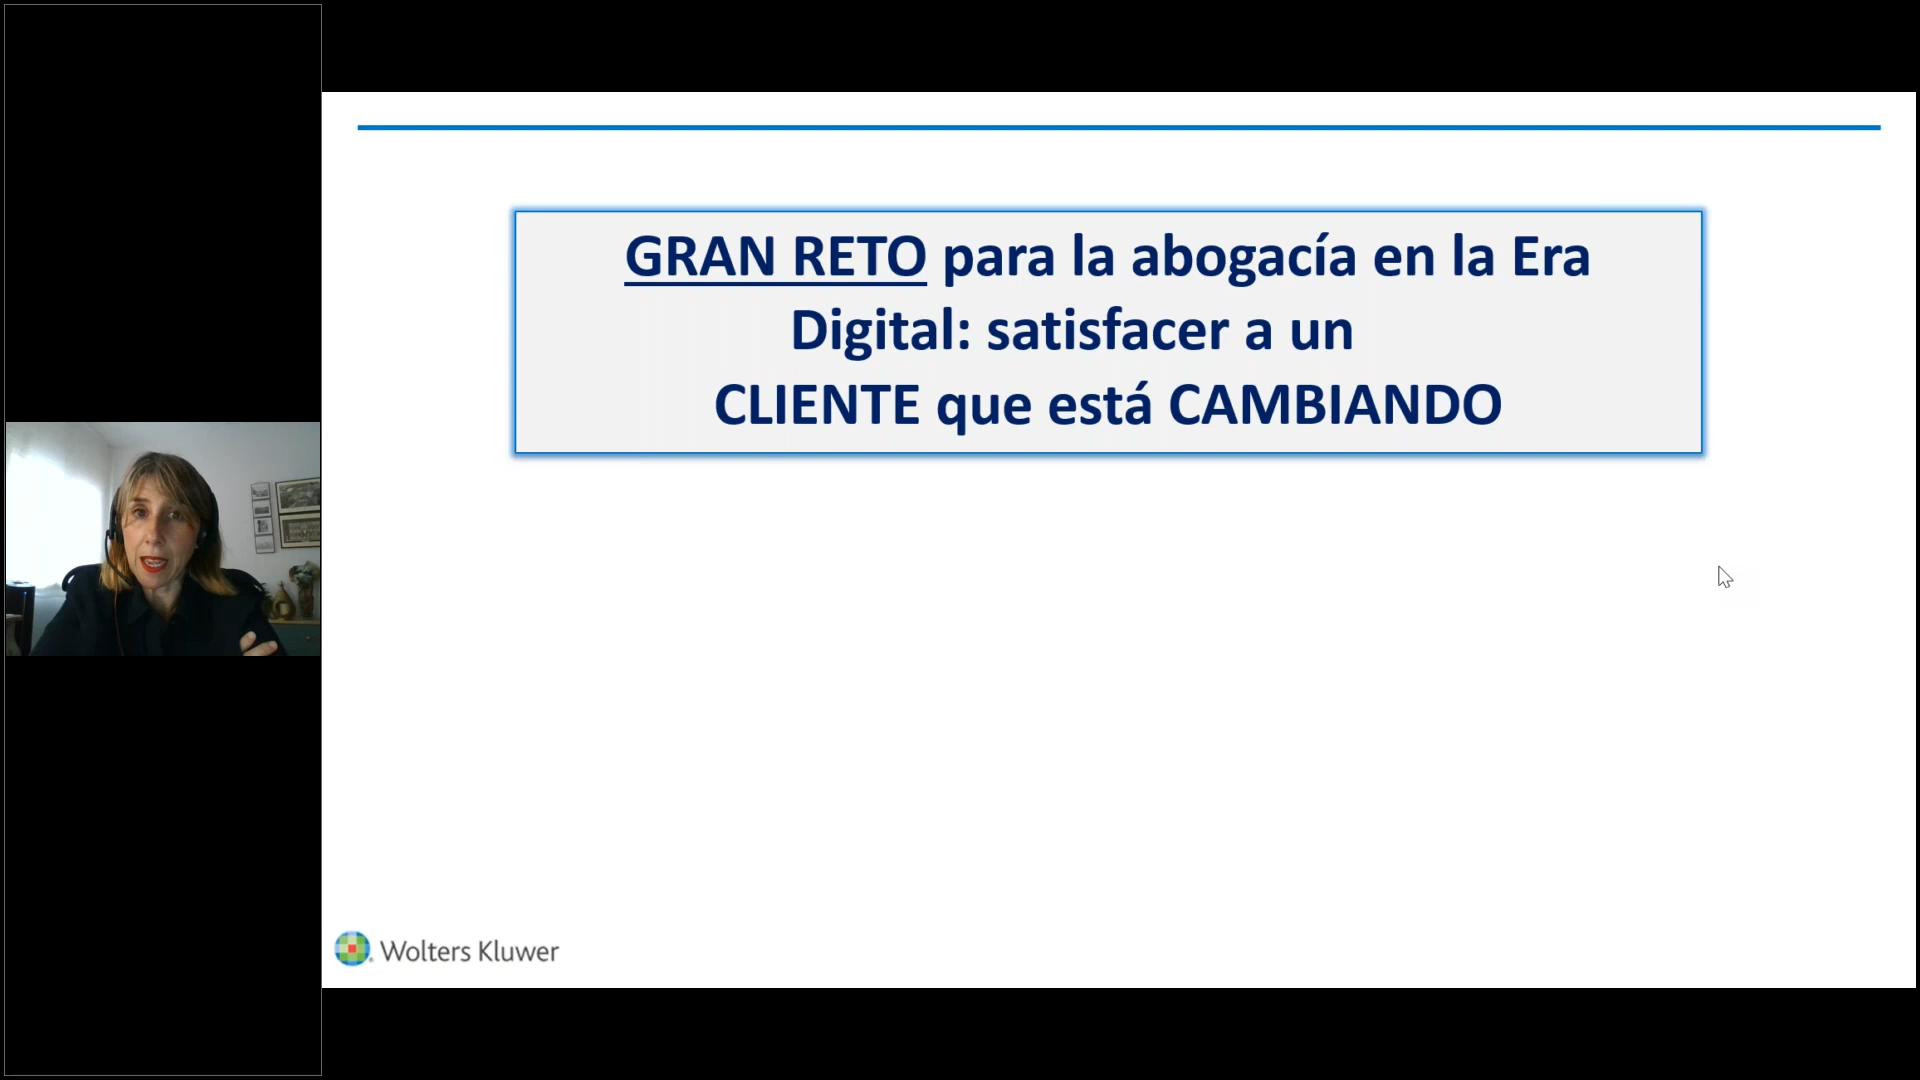 GRAN RETO para la abogacía en la Era
Digital: satisfacer a un
CLIENTE que está CAMBIANDO
Wolters Kluwer